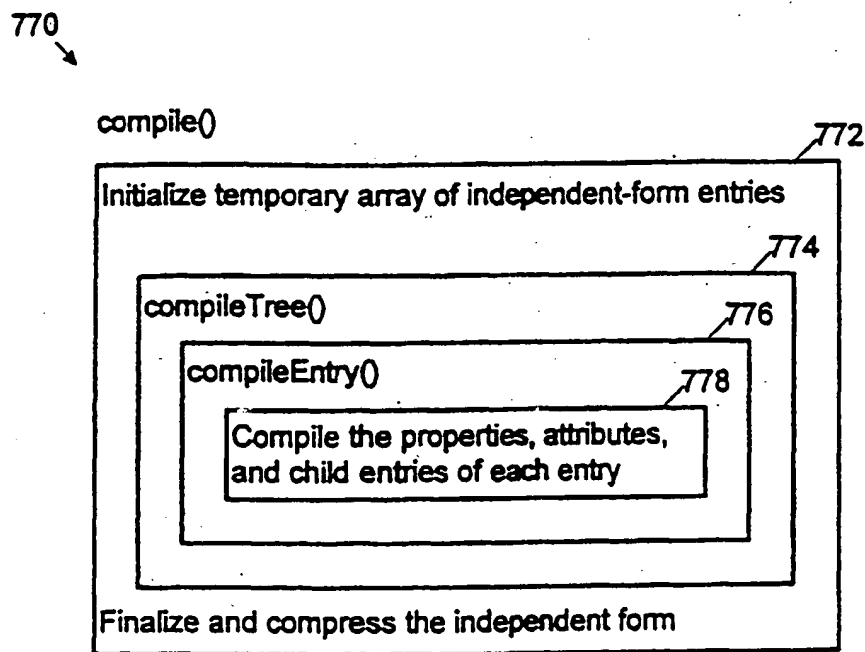 770
compile()
772
Initialize temporary array of independent-form entries
774
compileTree()
776
compileEntry()
778
Compile the properties, attributes,
and child entries of each entry
Finalize and compress the independent form